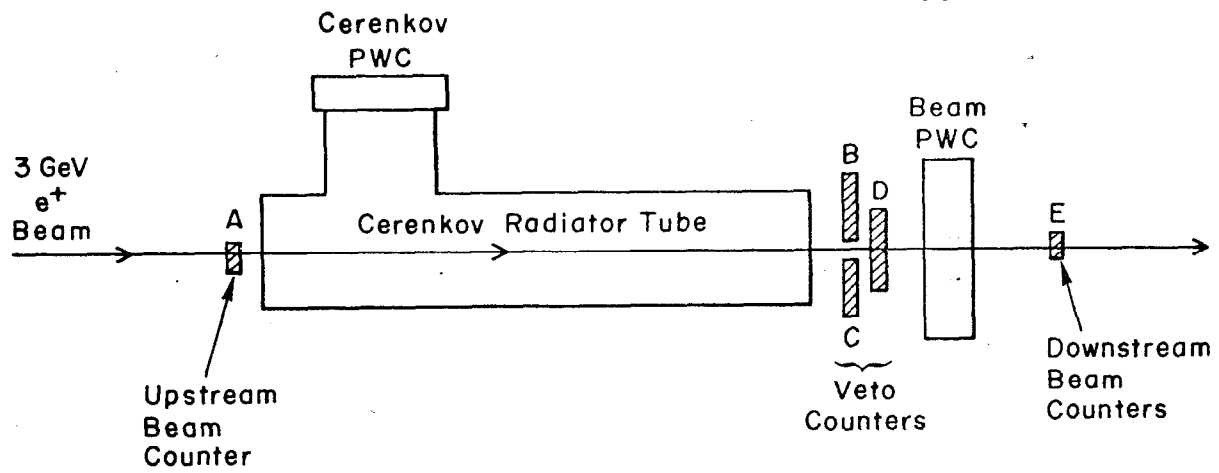 Cerenkov
PWC
3 GeV
e+
Beam
A
Cerenkov Radiator Tube
B
D
C
Beam
PWC
E
Upstream
Beam
Counter
Veto
Counters
Downstream
Beam
Counters